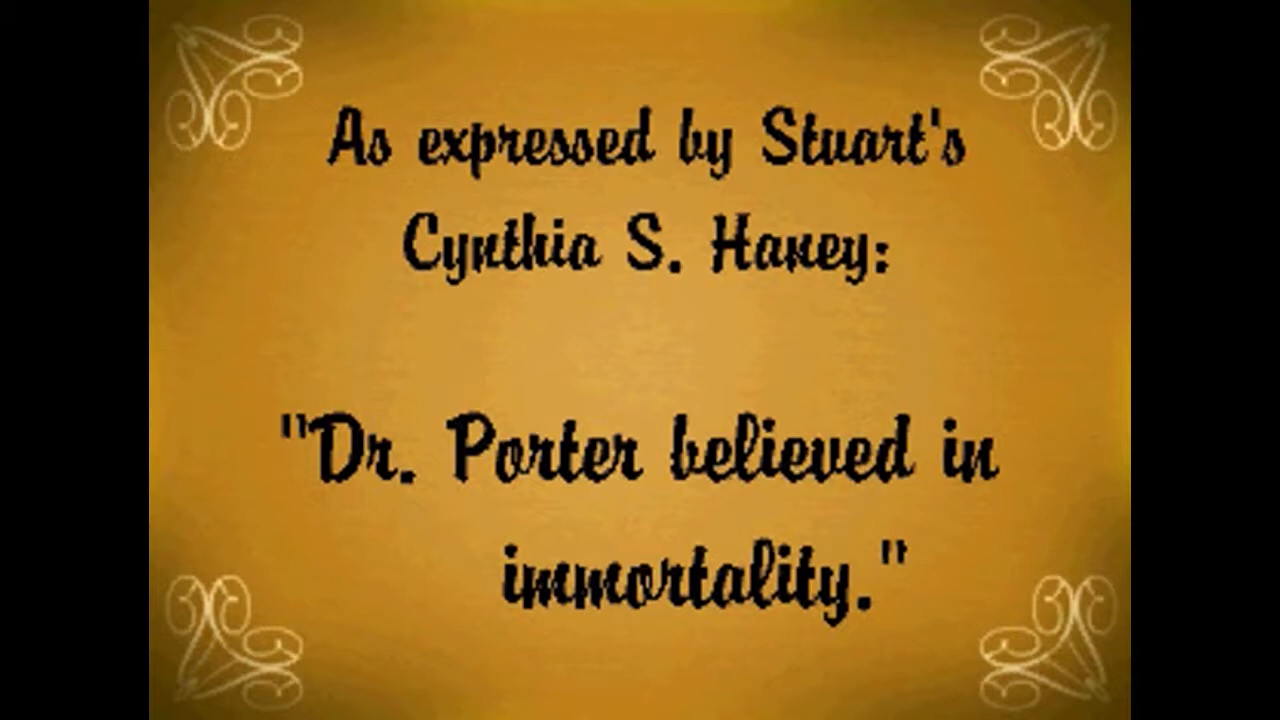 As expressed by Stuart's
Cynthia S. Haney:
"Dr. Porter believed in
immortality."